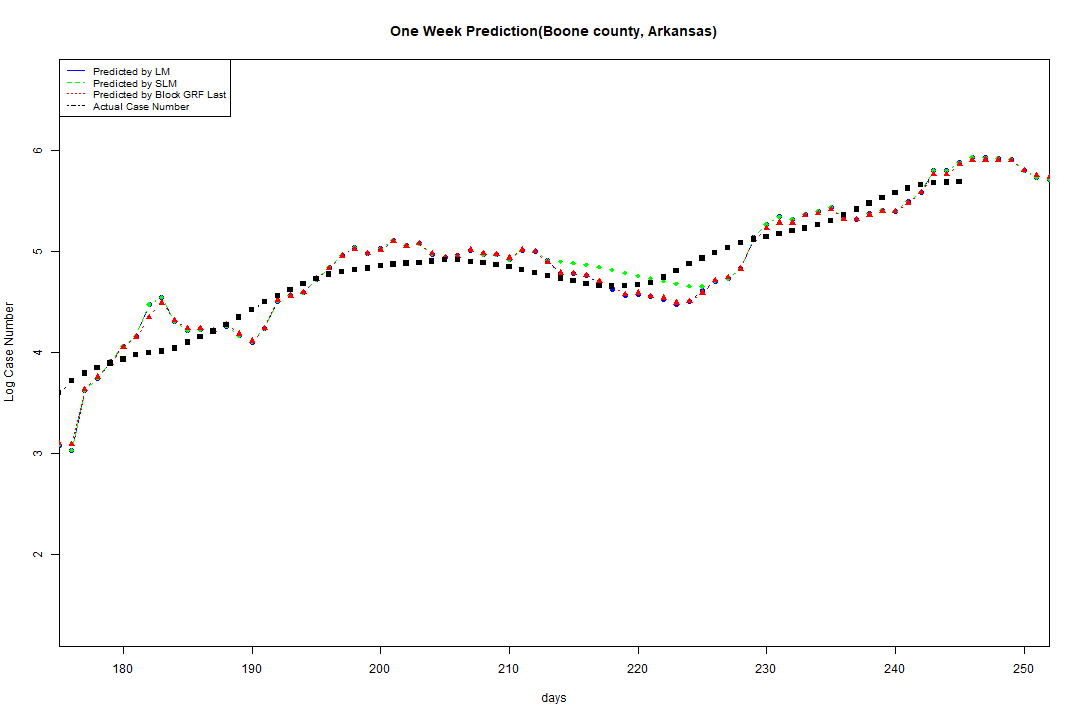 One Week Prediction(Boone county, Arkansas)
Predicted by LM
Predicted by SLM
Predicted by Block GRF Last
Actual Case Number
Log Case Number
6
5
4
3
2
180 190 200 210 220 230 240 250
days